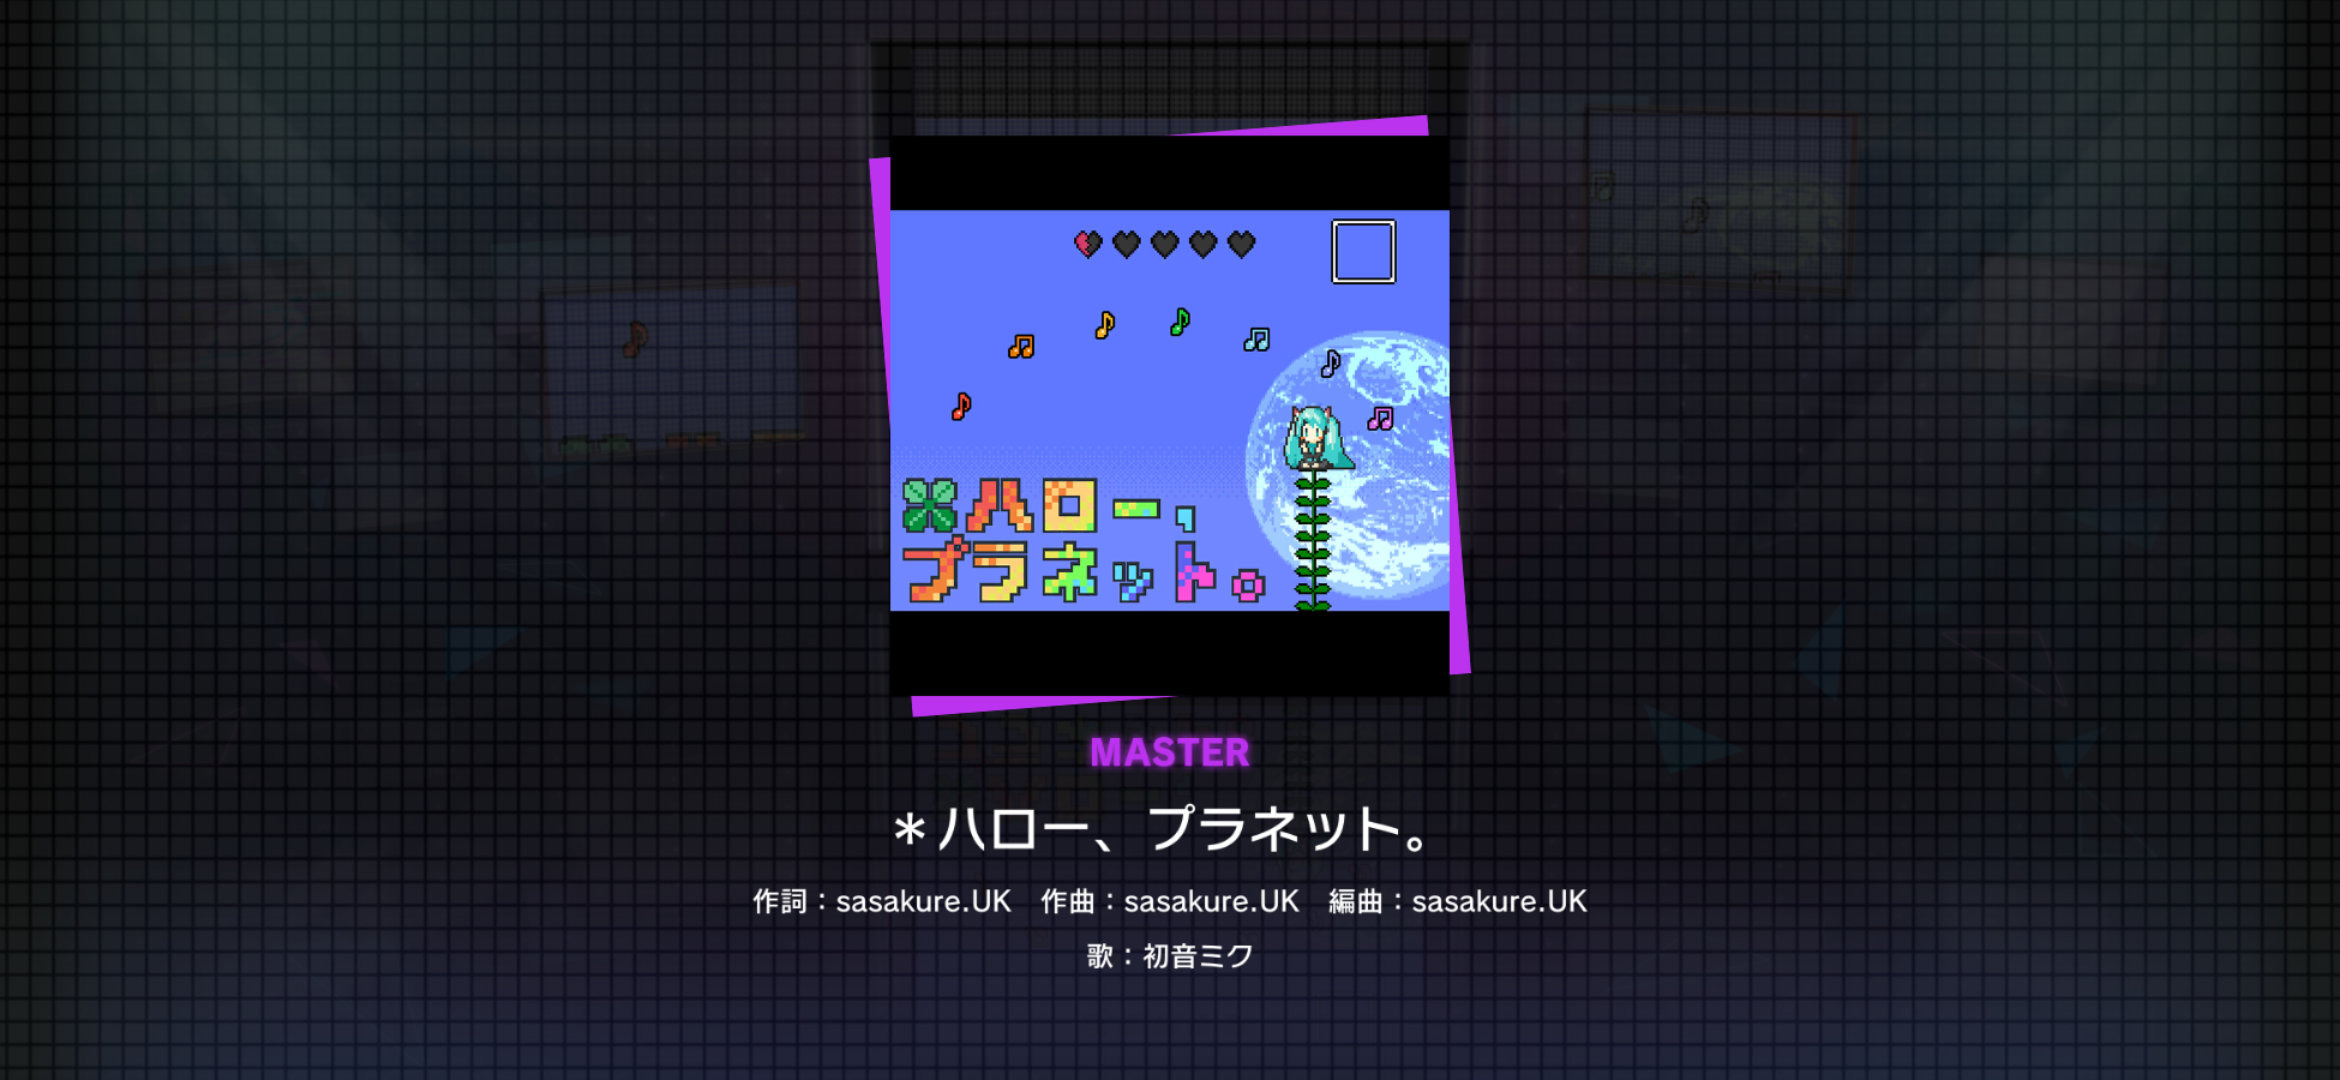 ハロー,
プラネット。
MASTER
＊ハロー、プラネット。
作詞：sasakure.UK　作曲：sasakure.UK　編曲：sasakure.UK
歌：初音ミク